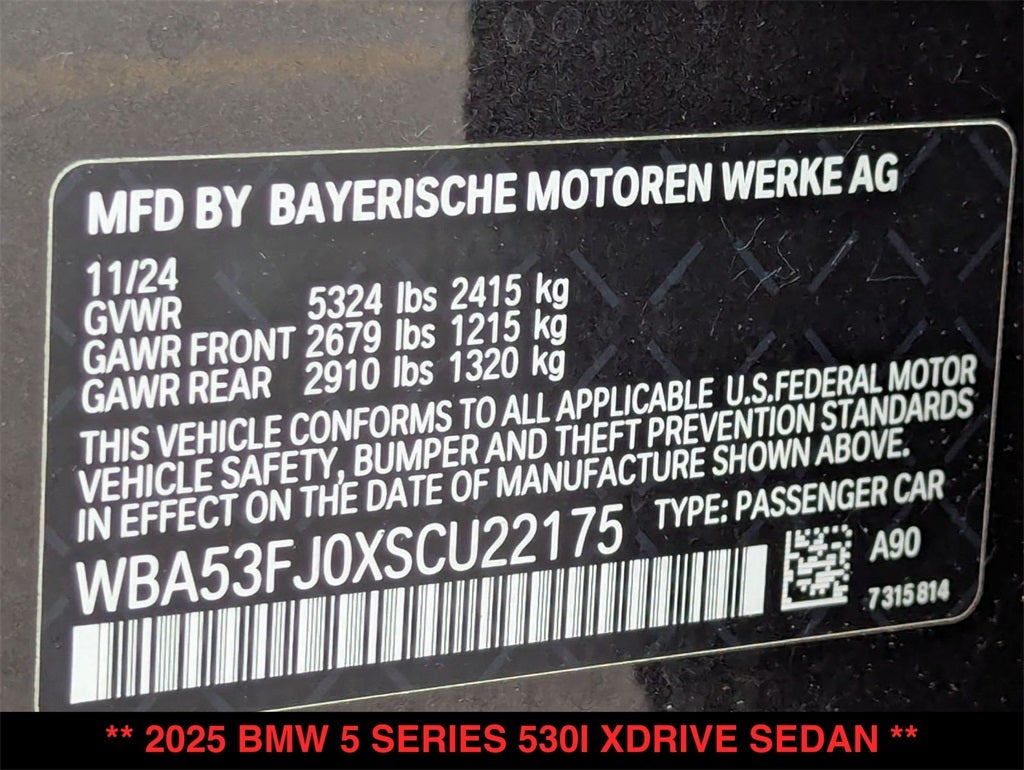 MFD BY BAYERISCHE MOTOREN WERKE AG
11/24
GVWR 5324 lbs 2415 kg
GAWR FRONT 2679 lbs 1215 kg
GAWR REAR 2910 lbs 1320 kg
THIS VEHICLE CONFORMS TO ALL APPLICABLE U.S.FEDERAL MOTOR
VEHICLE SAFETY, BUMPER AND THEFT PREVENTION STANDARDS
IN EFFECT ON THE DATE OF MANUFACTURE SHOWN ABOVE.
WBA53FJ0XSCU22175 TYPE: PASSENGER CAR
A90
7315814
** 2025 BMW 5 SERIES 530I XDRIVE SEDAN **